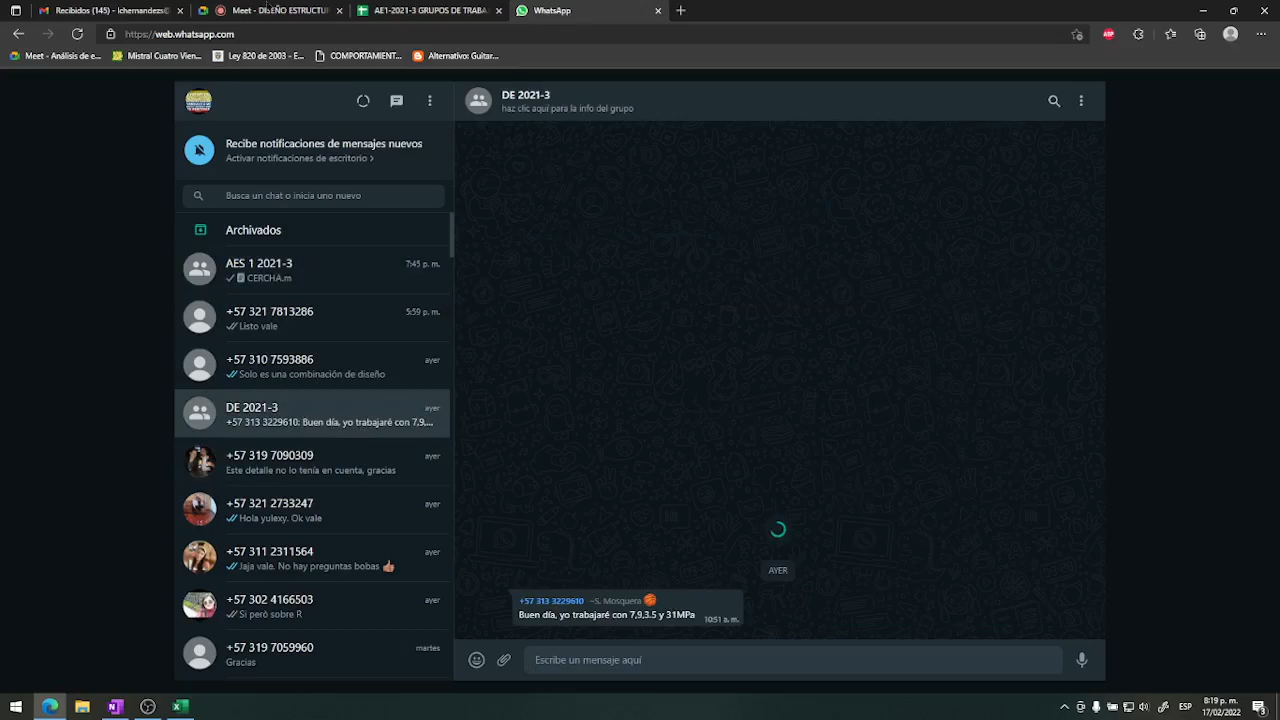 Recibidos (145) - lchernandezs@
Meet - DISEÑO ESTRUCTUR
AE1-2021-3 GRUPOS DE TRABA
WhatsApp
https://web.whatsapp.com
Meet - Análisis de e...
Mistral Cuatro Vien...
Ley 820 de 2003 - E...
COMPORTAMIENT...
Alternativo: Guitar...
DE 2021-3
haz clic aquí para la info del grupo
Recibe notificaciones de mensajes nuevos
Activar notificaciones de escritorio >
Busca un chat o inicia uno nuevo
Archivados
AES 1 2021-3
7:45 p. m.
CERCHA.m
+57 321 7813286
5:59 p. m.
Listo vale
+57 310 7593886
ayer
Solo es una combinación de diseño
DE 2021-3
ayer
+57 313 3229610: Buen día, yo trabajaré con 7,9,...
+57 319 7090309
ayer
Este detalle no lo tenía en cuenta, gracias
+57 321 2733247
ayer
Hola yulexy. Ok vale
+57 311 2311564
ayer
Jaja vale. No hay preguntas bobas 👍
+57 302 4166503
ayer
Si però sobre R
+57 319 7059960
martes
Gracias
AYER
+57 313 3229610 ~S. Mosquera 🏀
Buen día, yo trabajaré con 7,9,3.5 y 31MPa
10:51 a. m.
Escribe un mensaje aquí
ESP
8:19 p. m.
17/02/2022